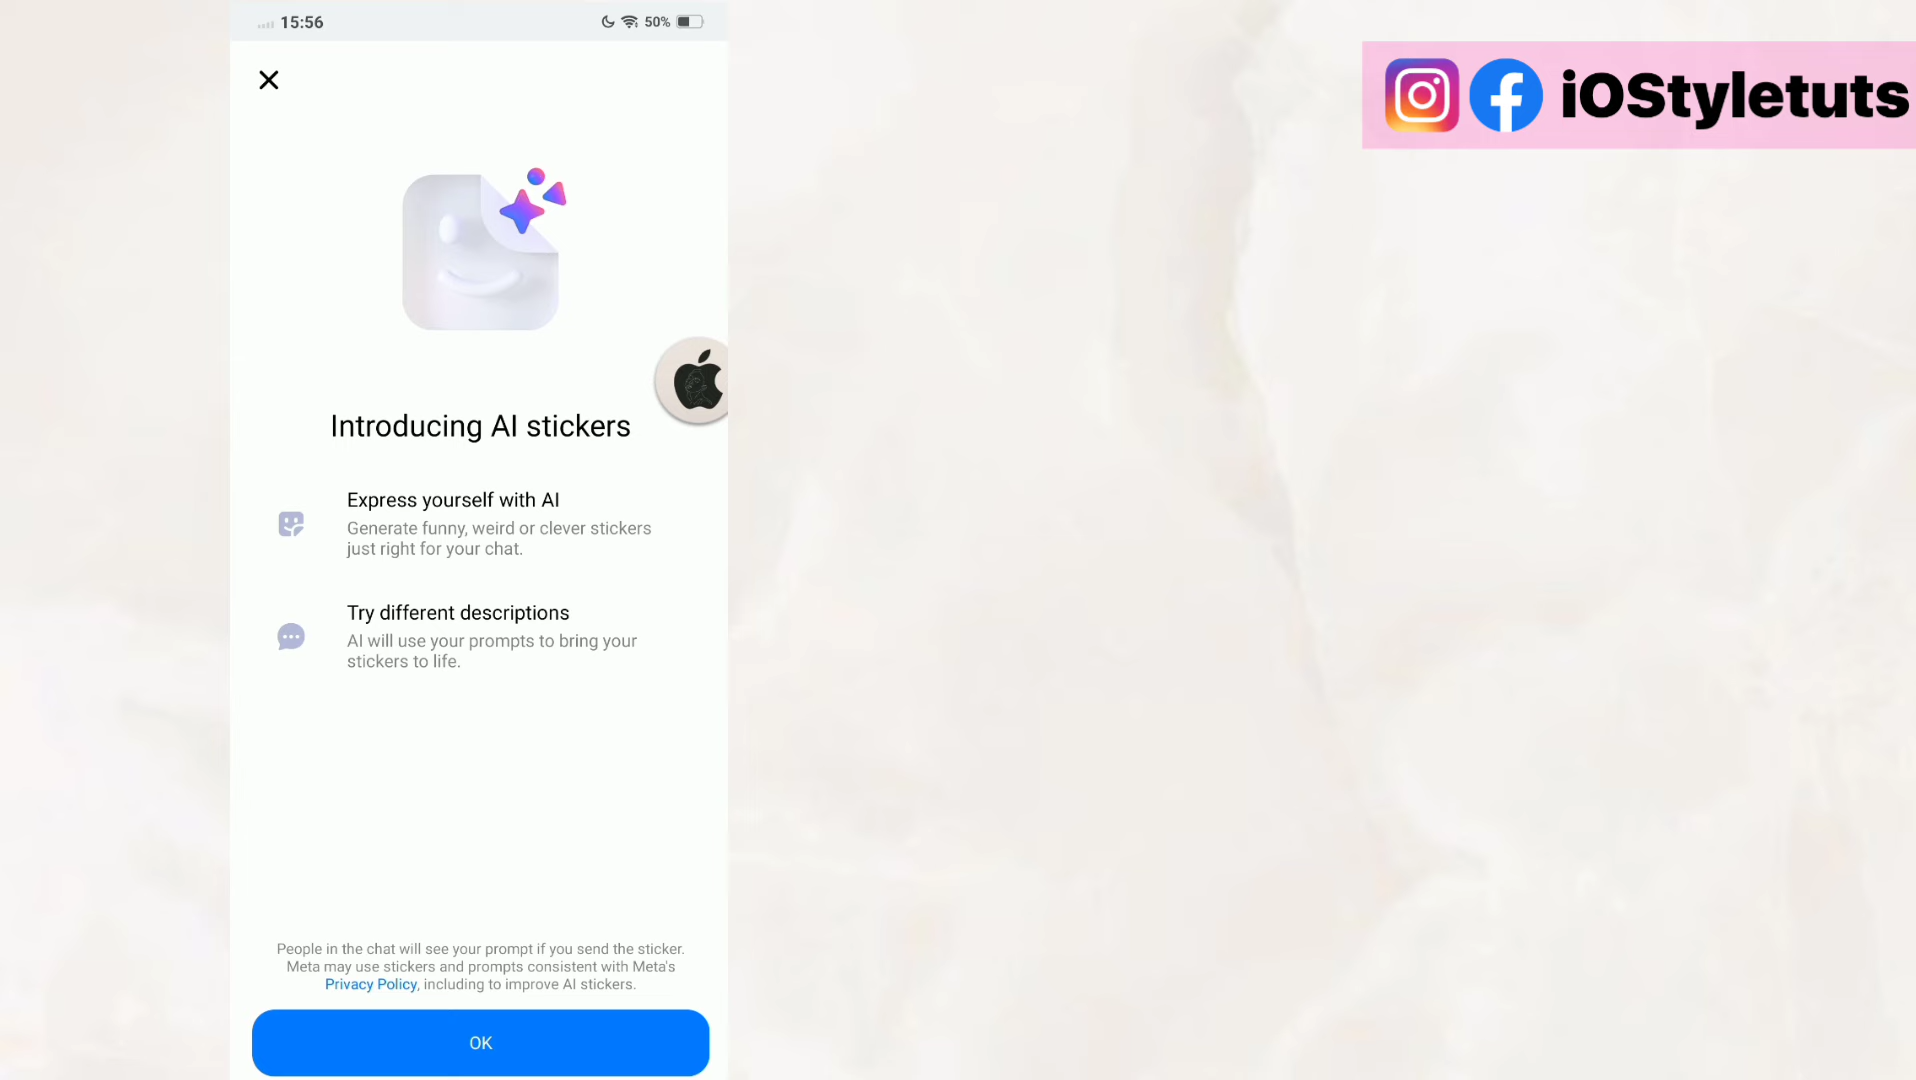 15:56
50%
iOStyletuts
Introducing AI stickers
Express yourself with AI
Generate funny, weird or clever stickers
just right for your chat.
Try different descriptions
AI will use your prompts to bring your
stickers to life.
People in the chat will see your prompt if you send the sticker.
Meta may use stickers and prompts consistent with Meta's
Privacy Policy, including to improve AI stickers.
OK